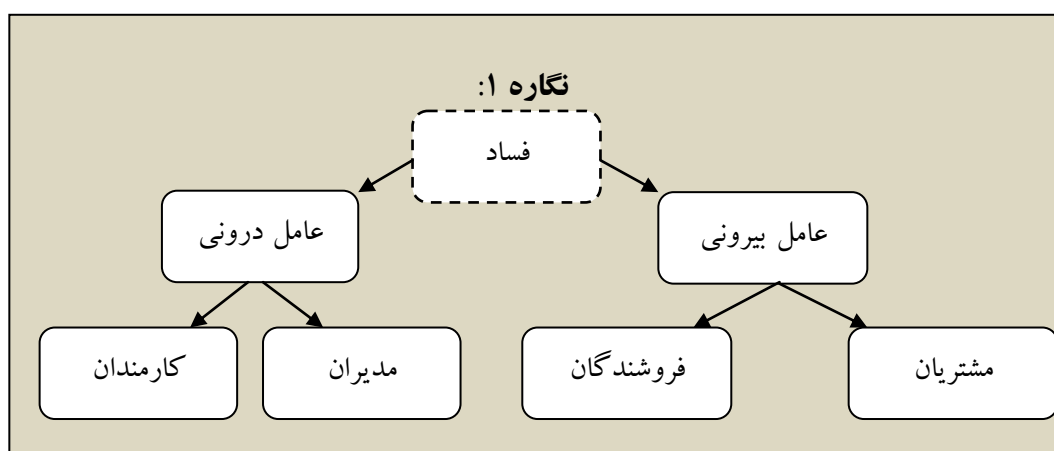 نگاره ۱:
فساد
عامل بیرونی
عامل درونی
مشتریان
فروشندگان
مدیران
کارمندان